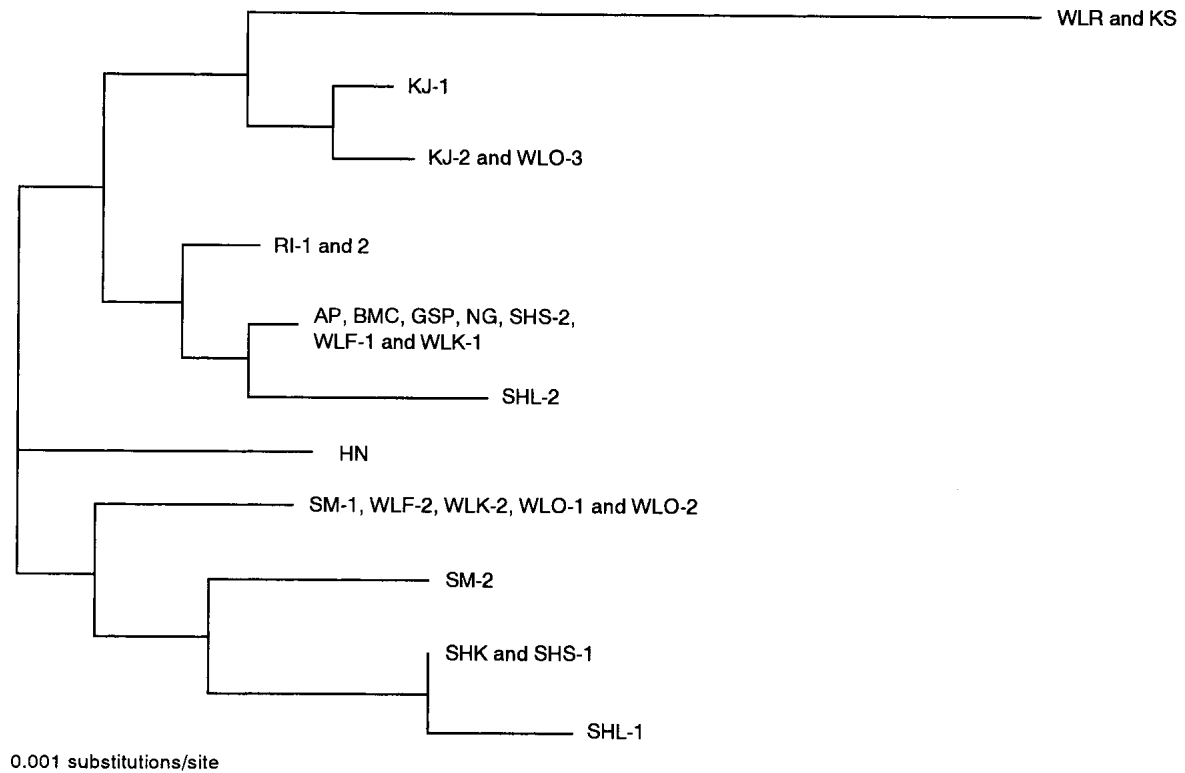 WLR and KS
KJ-1
KJ-2 and WLO-3
RI-1 and 2
AP, BMC, GSP, NG, SHS-2,
WLF-1 and WLK-1
SHL-2
HN
SM-1, WLF-2, WLK-2, WLO-1 and WLO-2
SM-2
SHK and SHS-1
SHL-1
0.001 substitutions/site